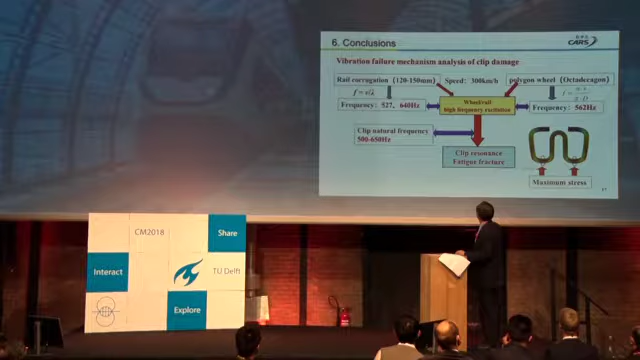 6. Conclusions
CARS
Vibration failure mechanism analysis of clip damage
Rail corrugation (120-150mm)
Speed: 300km/h
polygon wheel (Octadecagon)
f = v/λ
Frequency: 527, 640Hz
Wheel/rail
high frequency excitation
Frequency: 562Hz
Clip natural frequency
500-650Hz
Clip resonance
Fatigue fracture
Maximum stress
CM2018
Share
Interact
TU Delft
Explore